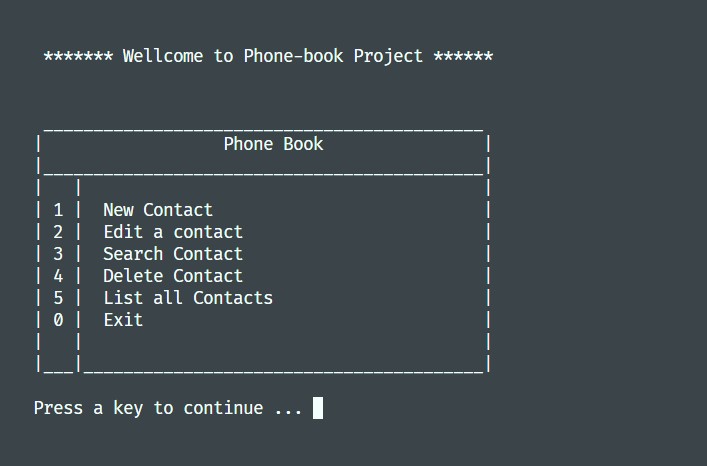 ******* Wellcome to Phone-book Project ******
Phone Book
1 | New Contact
2 | Edit a contact
3 | Search Contact
4 | Delete Contact
5 | List all Contacts
0 | Exit
Press a key to continue ...